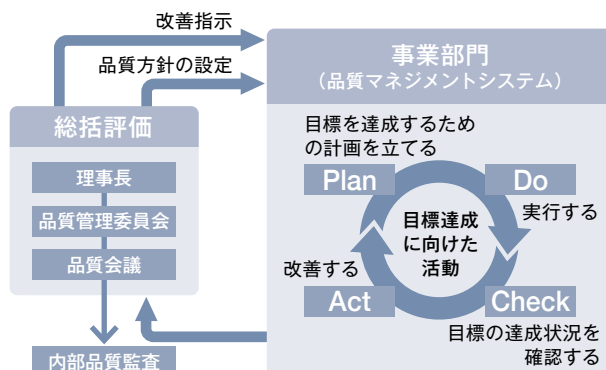 改善指示
品質方針の設定
総括評価
理事長
品質管理委員会
品質会議
内部品質監査
事業部門
（品質マネジメントシステム）
目標を達成するため
の計画を立てる
Plan
Do
実行する
目標達成
に向けた
活動
改善する
Act
Check
目標の達成状況を
確認する